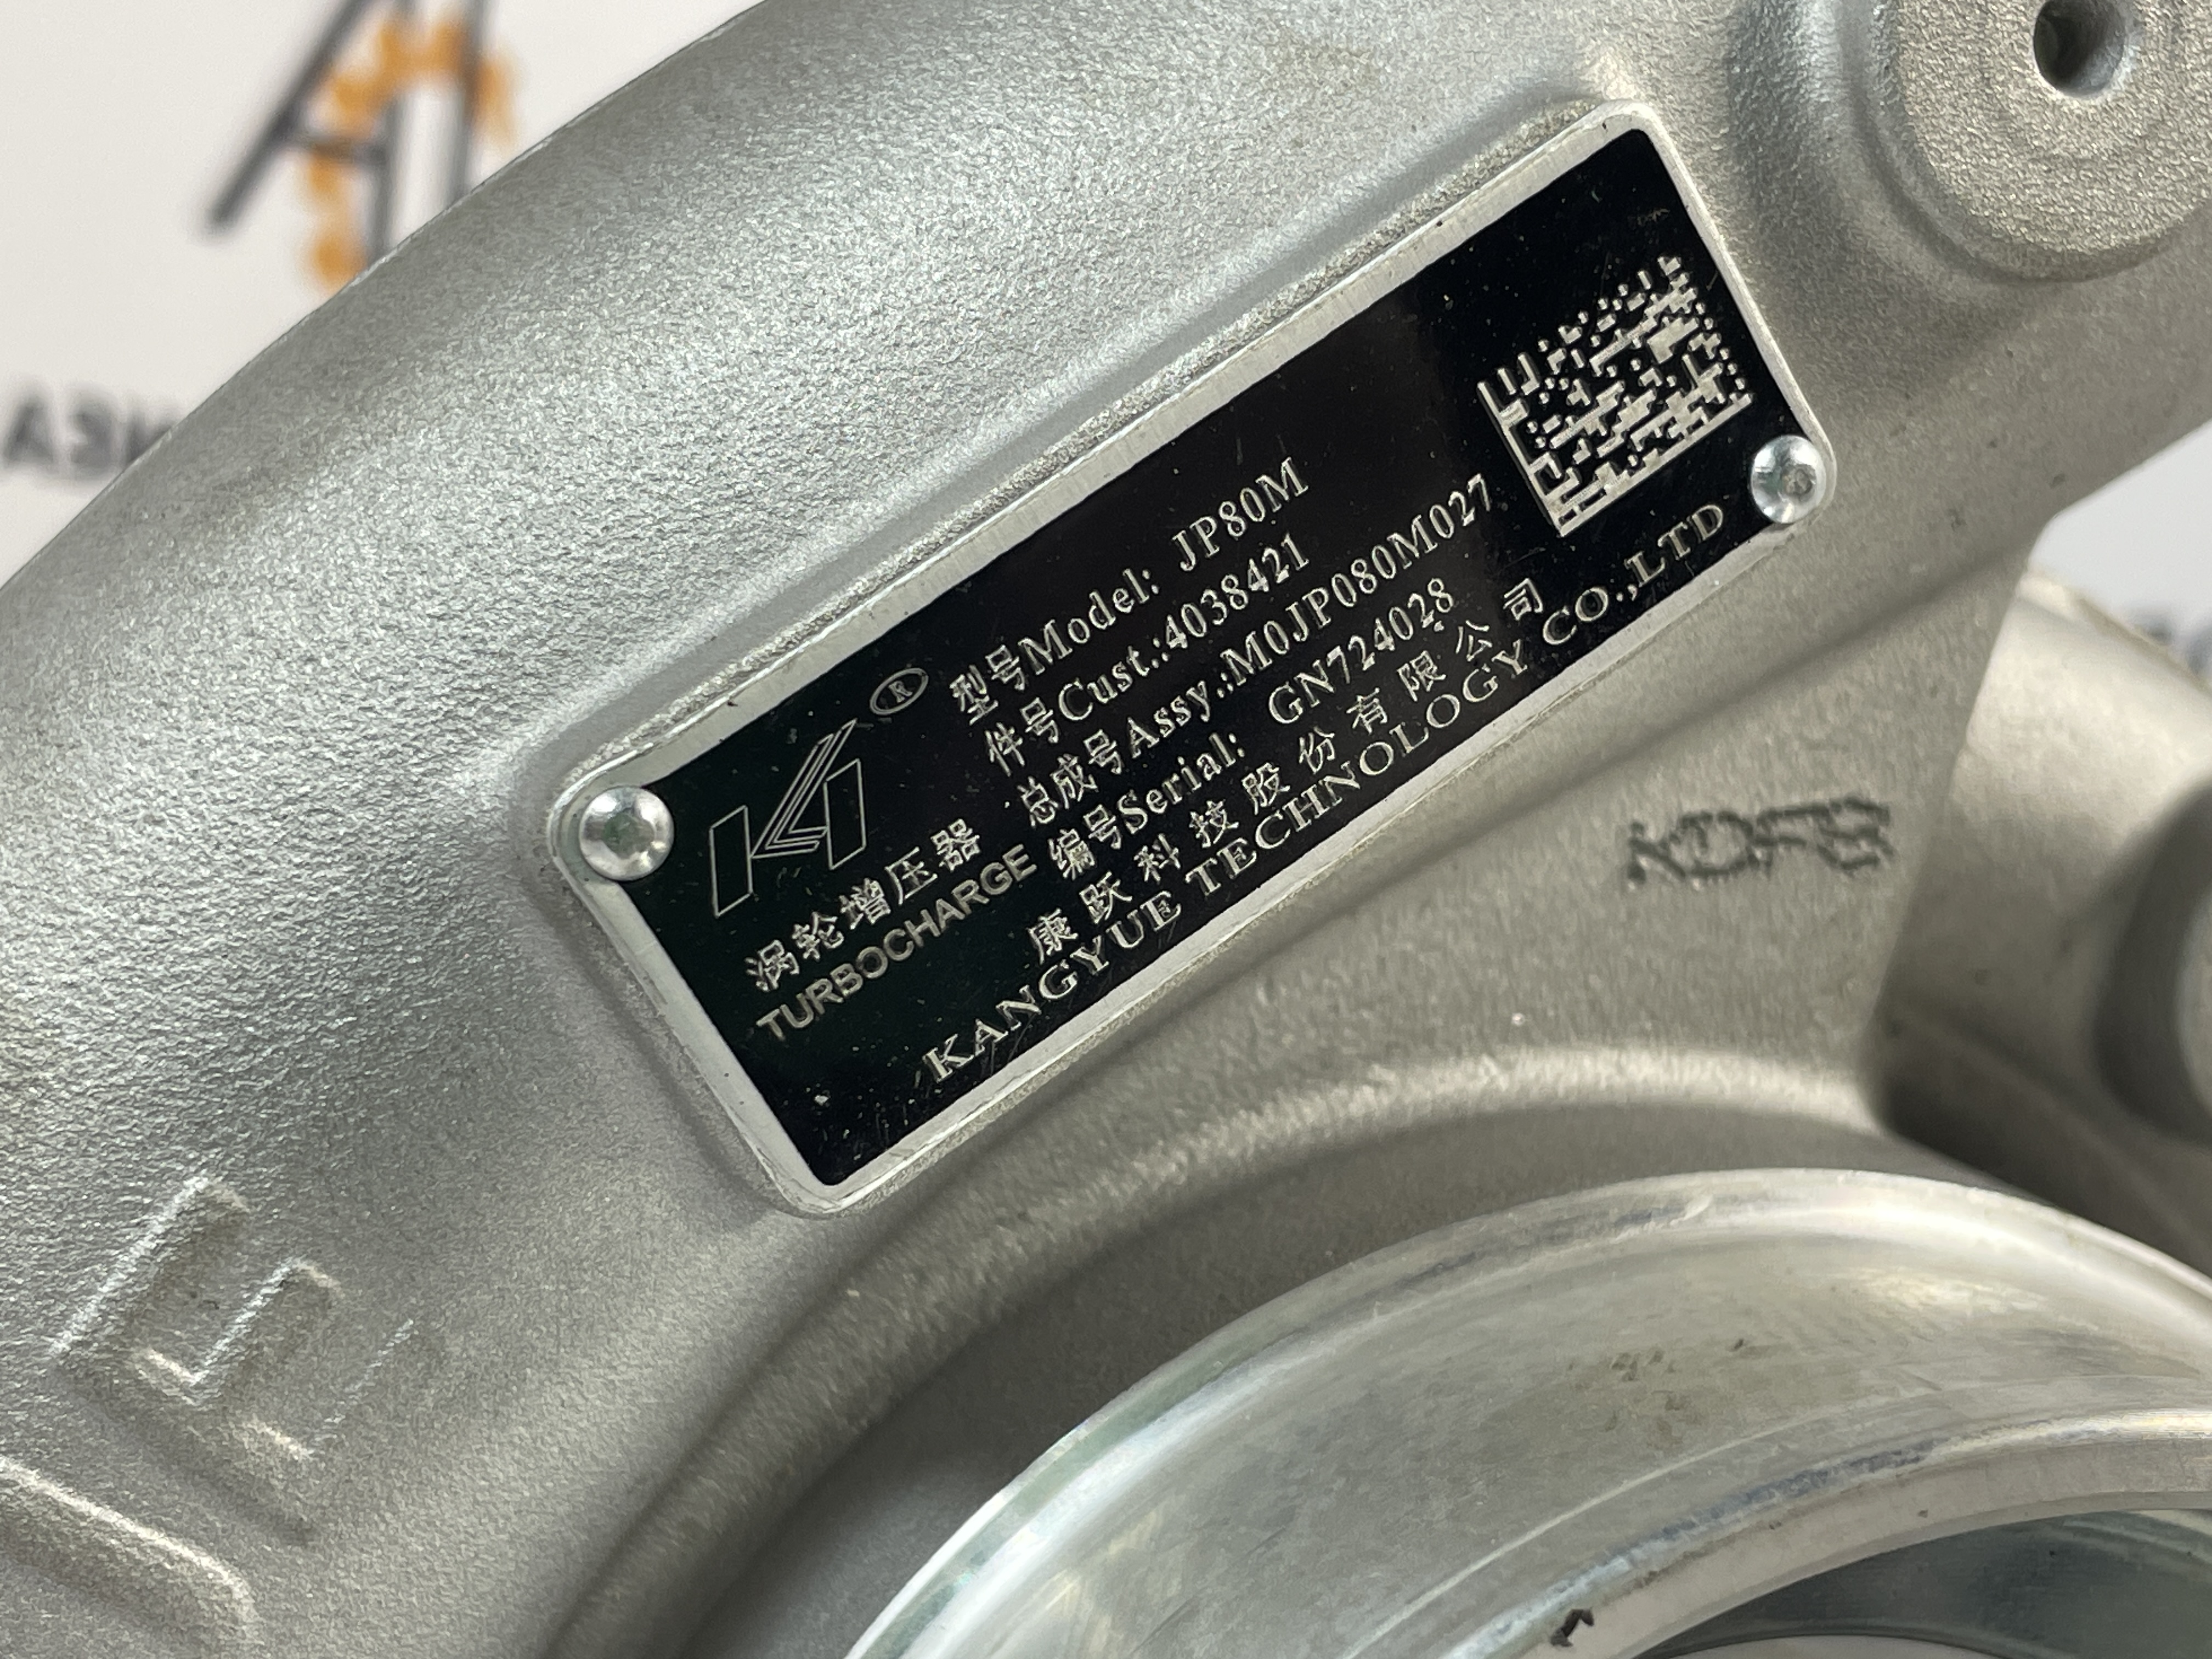 ®
型号Model: JP80M
件号Cust.:4038421
总成号Assy.:M0JP080M027
编号Serial: GN724028
涡轮增压器
TURBOCHARGE
康跃科技股份有限公司
KANGYUE TECHNOLOGY CO.,LTD